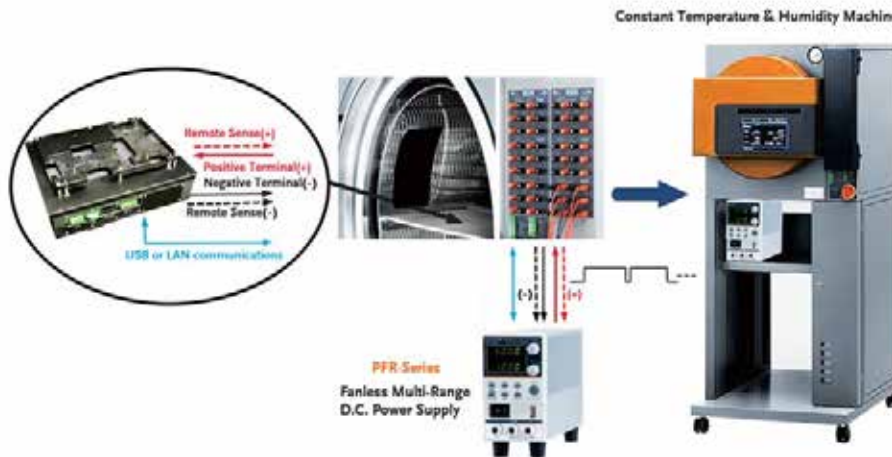 Constant Temperature & Humidity Machine
Remote Sense(+)
Positive Terminal(+)
Negative Terminal(-)
Remote Sense(-)
USB or LAN communications
(-)
(+)
PFR-Series
Fanless Multi-Range
D.C. Power Supply